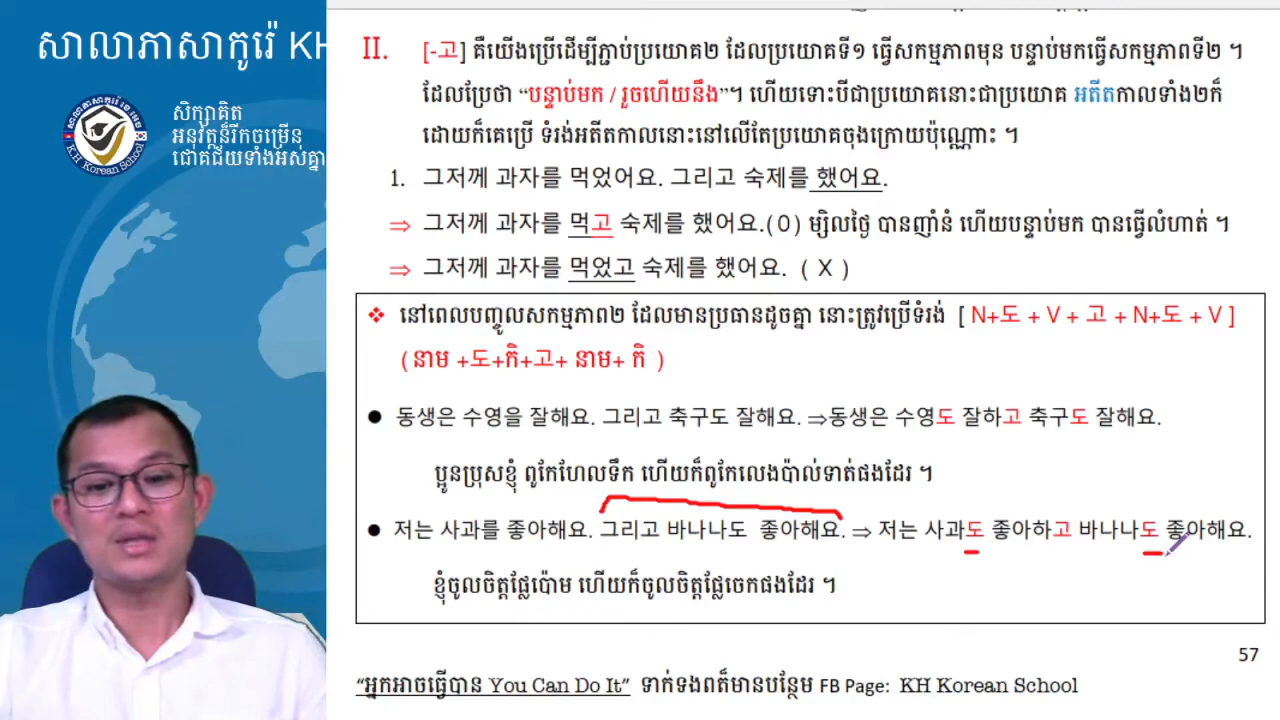 សាលាភាសាកូរ៉េ KH
សិក្សាគិត
អនុវត្តន៍រីកចម្រើន
ជោគជ័យទាំងអស់គ្នា
KH Korean School
II. [-고] គឺយើងប្រើដើម្បីភ្ជាប់ប្រយោគ២ ដែលប្រយោគទី១ ធ្វើសកម្មភាពមុន បន្ទាប់មកធ្វើសកម្មភាពទី២ ។
ដែលប្រែថា “បន្ទាប់មក / រួចហើយនឹង”។ ហើយទោះបីជាប្រយោគនោះជាប្រយោគ អតីតកាលទាំង២ក៏
ដោយក៏គេប្រើ ទំរង់អតីតកាលនោះនៅលើតែប្រយោគចុងក្រោយប៉ុណ្ណោះ ។
1. 그저께 과자를 먹었어요. 그리고 숙제를 했어요.
⇒ 그저께 과자를 먹고 숙제를 했어요.(O) ម្សិលថ្ងៃ បានញ៉ាំនំ ហើយបន្ទាប់មក បានធ្វើលំហាត់ ។
⇒ 그저께 과자를 먹었고 숙제를 했어요. ( X )
❖ នៅពេលបញ្ចូលសកម្មភាព២ ដែលមានប្រធានដូចគ្នា នោះត្រូវប្រើទំរង់ [ N+도 + V + 고 + N+도 + V ]
( នាម +도+កិ+고+ នាម+ កិ )
● 동생은 수영을 잘해요. 그리고 축구도 잘해요. ⇒동생은 수영도 잘하고 축구도 잘해요.
ប្អូនប្រុសខ្ញុំ ពូកែហែលទឹក ហើយក៏ពូកែលេងបាល់ទាត់ផងដែរ ។
● 저는 사과를 좋아해요. 그리고 바나나도 좋아해요. ⇒ 저는 사과도 좋아하고 바나나도 좋아해요.
ខ្ញុំចូលចិត្តផ្លែប៉ោម ហើយក៏ចូលចិត្តផ្លែចេកផងដែរ ។
57
“អ្នកអាចធ្វើបាន You Can Do It” ទាក់ទងពត៌មានបន្ថែម FB Page: KH Korean School